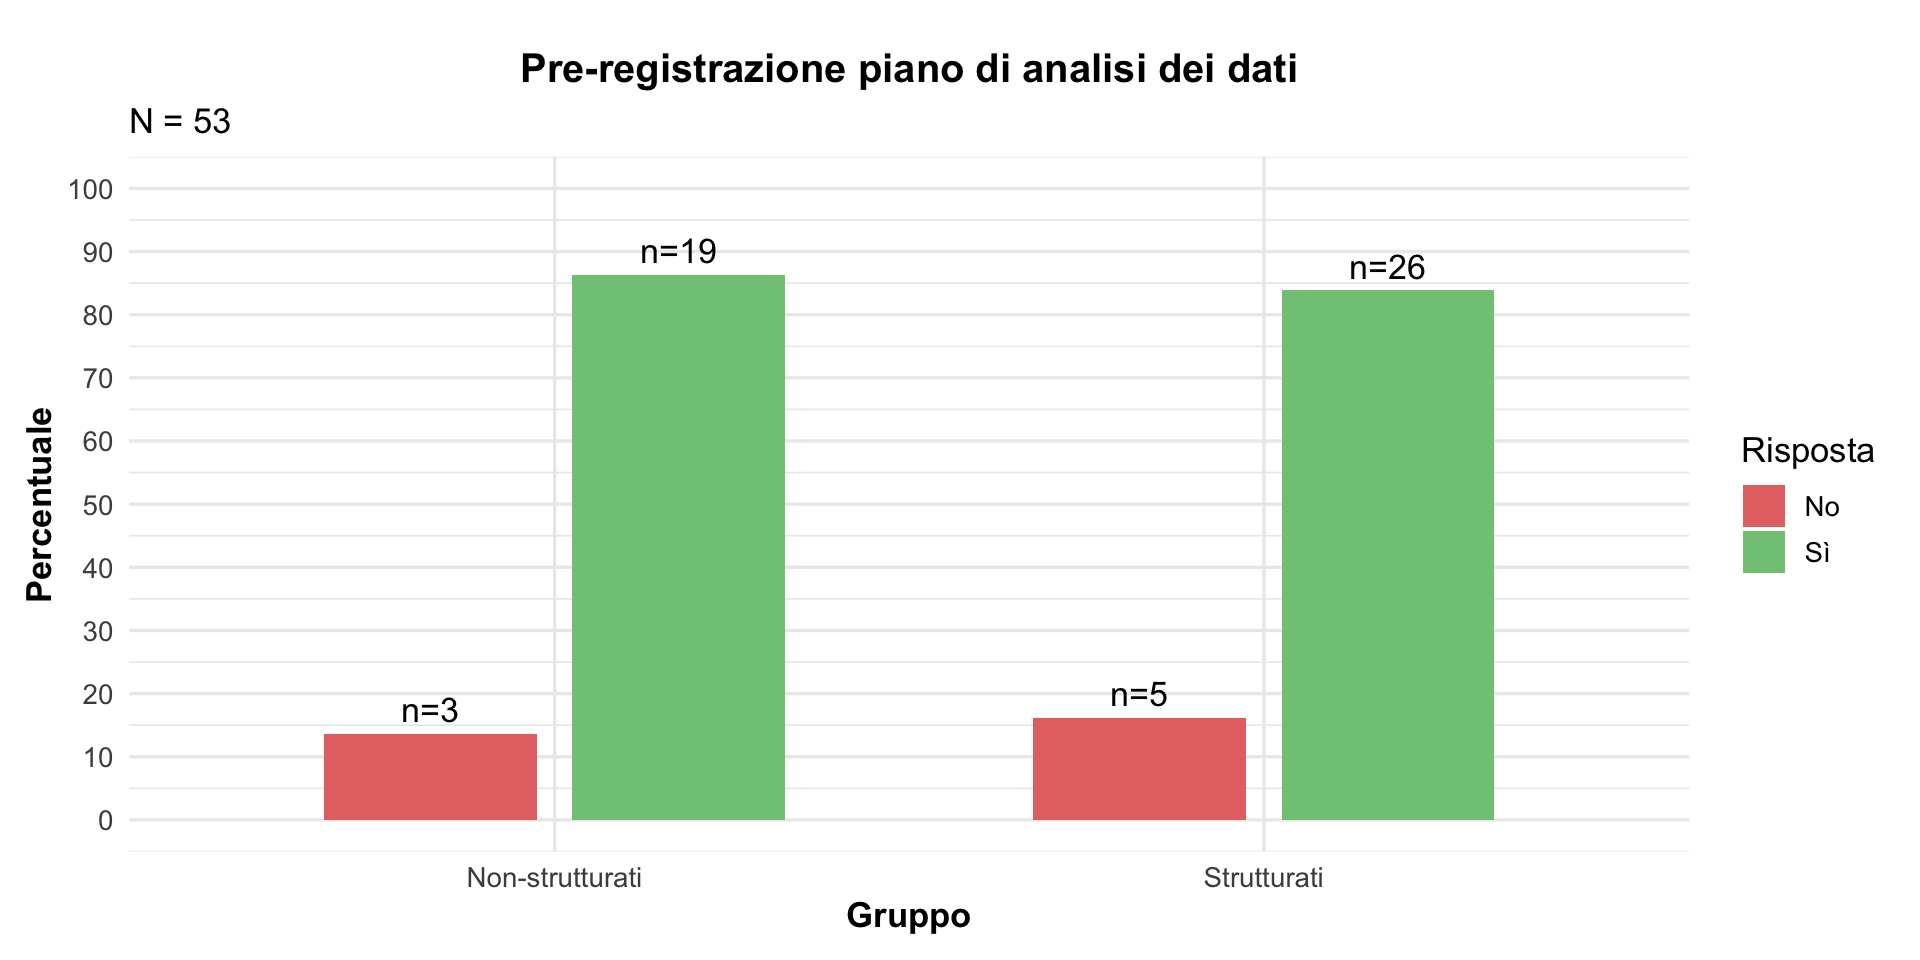 Pre-registrazione piano di analisi dei dati
N = 53
100
90
80
70
60
50
40
30
20
10
0
Percentuale
n=3
n=19
n=5
n=26
Non-strutturati
Strutturati
Gruppo
Risposta
No
Sì